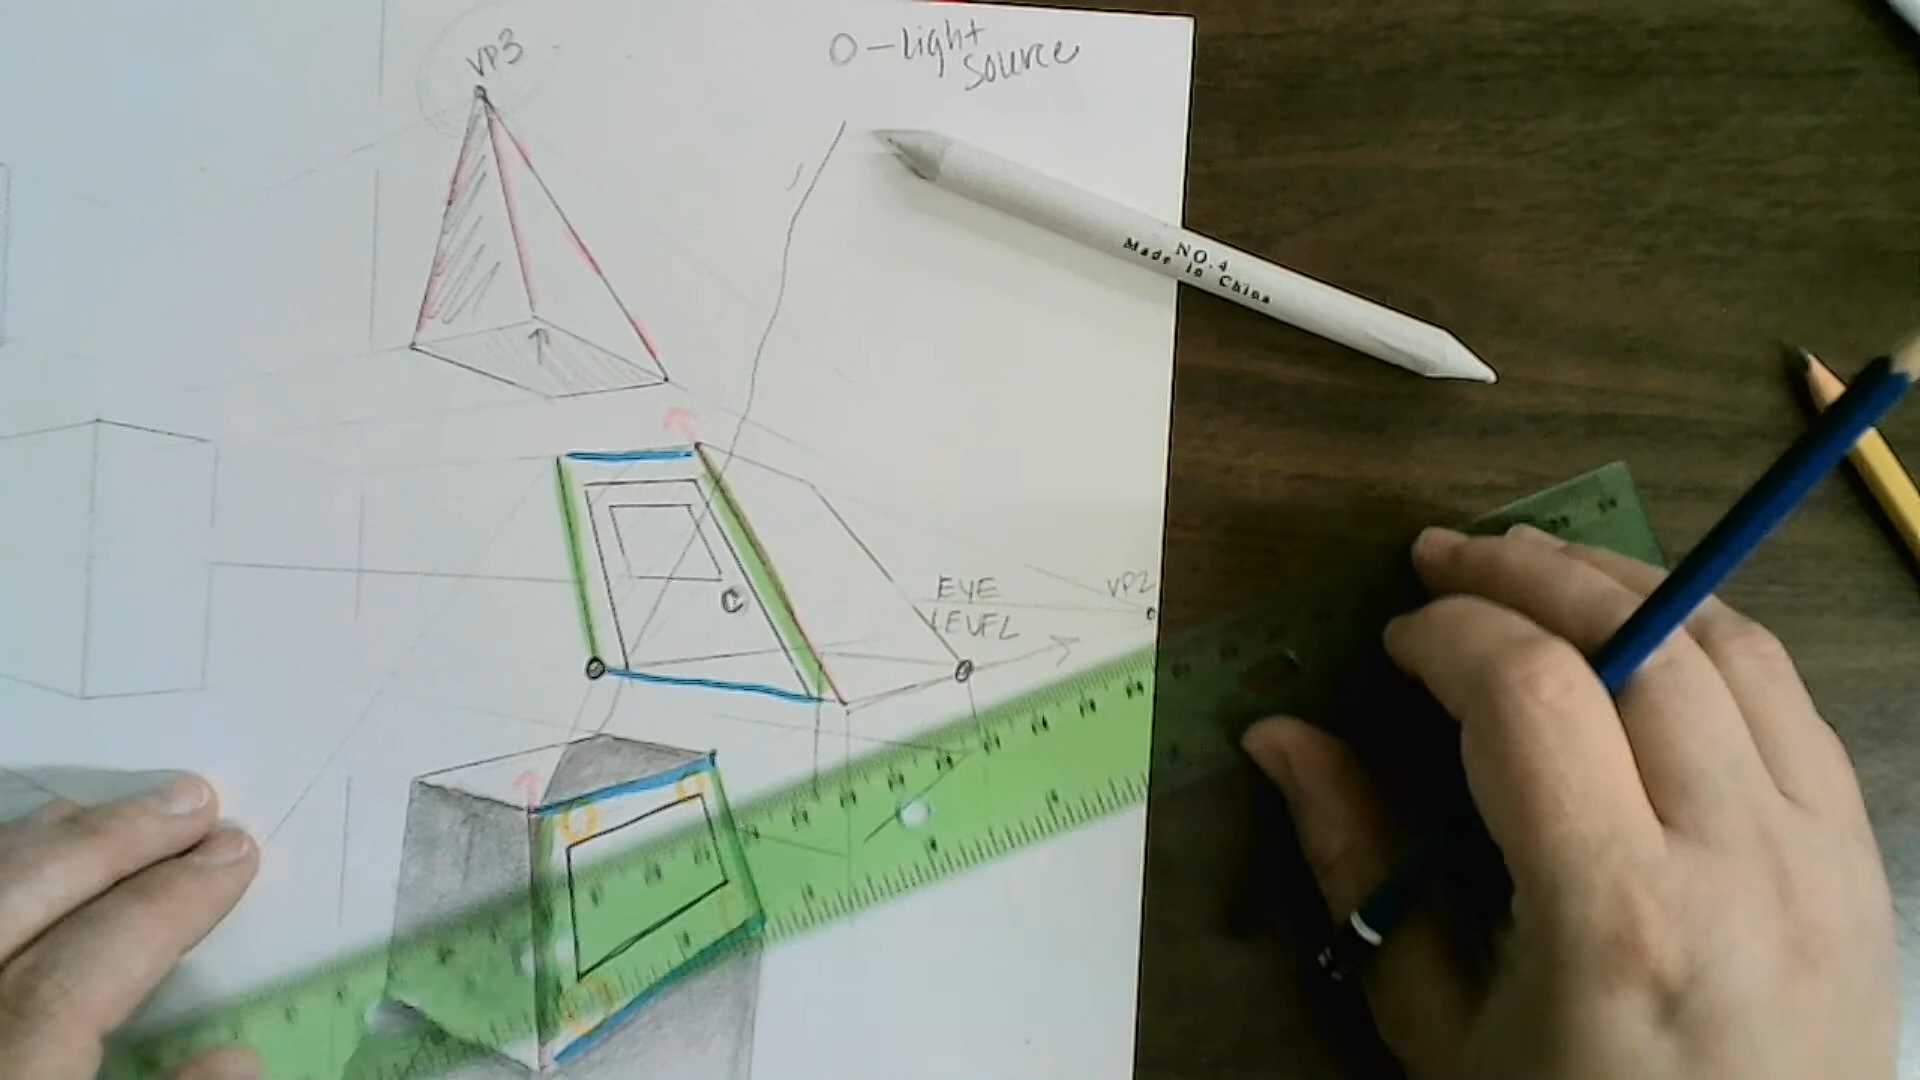 VP3
O - Light
Source
NO. 4
Made in China
EYE
LEVEL
VP2